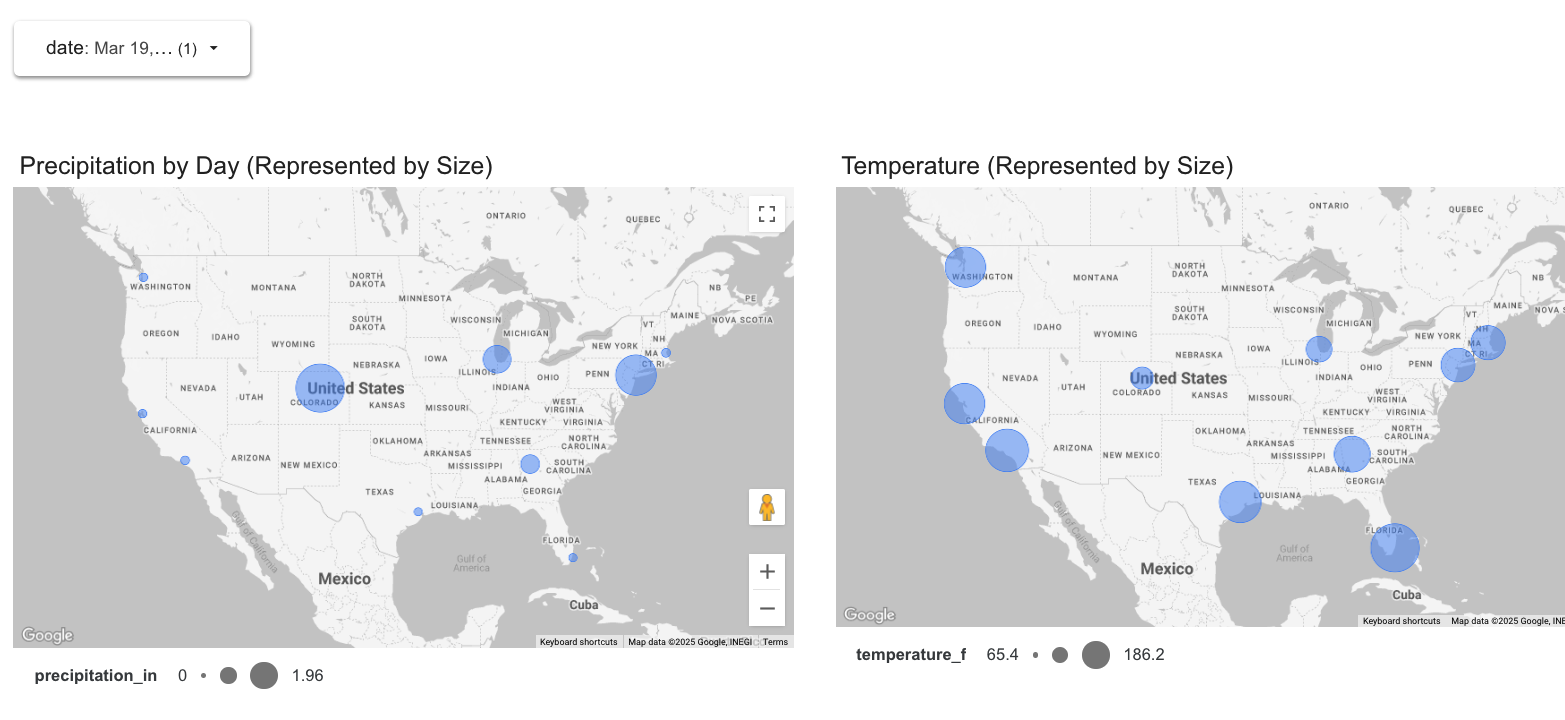 date: Mar 19,... (1)
Precipitation by Day (Represented by Size)
ONTARIO
QUEBEC
WASHINGTON
MONTANA
NORTH
DAKOTA
MINNESOTA
NB
PE
MAINE
NOVA SCOTIA
OREGON
IDAHO
SOUTH
DAKOTA
WISCONSIN
MICHIGAN
VT
NH
WYOMING
NEW YORK
MA
CT RI
IOWA
NEBRASKA
ILLINOIS
INDIANA
OHIO
PENN
NEVADA
UTAH
United States
COLORADO
KANSAS
MISSOURI
WEST
VIRGINIA
KENTUCKY
VIRGINIA
CALIFORNIA
OKLAHOMA
TENNESSEE
NORTH
CAROLINA
ARIZONA
NEW MEXICO
ARKANSAS
MISSISSIPPI
SOUTH
CAROLINA
ALABAMA
GEORGIA
TEXAS
LOUISIANA
Gulf of California
FLORIDA
Gulf of
America
Mexico
Cuba
Google
Keyboard shortcuts
Map data ©2025 Google, INEGI
Terms
precipitation_in 0 1.96
Temperature (Represented by Size)
ONTARIO
QUEBEC
WASHINGTON
MONTANA
NORTH
DAKOTA
MINNESOTA
NB
MAINE
NOVA S
OREGON
IDAHO
SOUTH
DAKOTA
WISCONSIN
MICHIGAN
VT
NH
WYOMING
NEW YORK
MA
CT RI
IOWA
NEBRASKA
ILLINOIS
INDIANA
OHIO
PENN
NEVADA
UTAH
United States
COLORADO
KANSAS
MISSOURI
WEST
VIRGINIA
KENTUCKY
VIRGINIA
CALIFORNIA
OKLAHOMA
TENNESSEE
NORTH
CAROLINA
ARIZONA
NEW MEXICO
ARKANSAS
MISSISSIPPI
SOUTH
CAROLINA
ALABAMA
GEORGIA
TEXAS
LOUISIANA
Gulf of California
FLORIDA
Gulf of
America
Mexico
Cuba
Google
Keyboard shortcuts
Map data ©2025 Google, INE
temperature_f 65.4 186.2